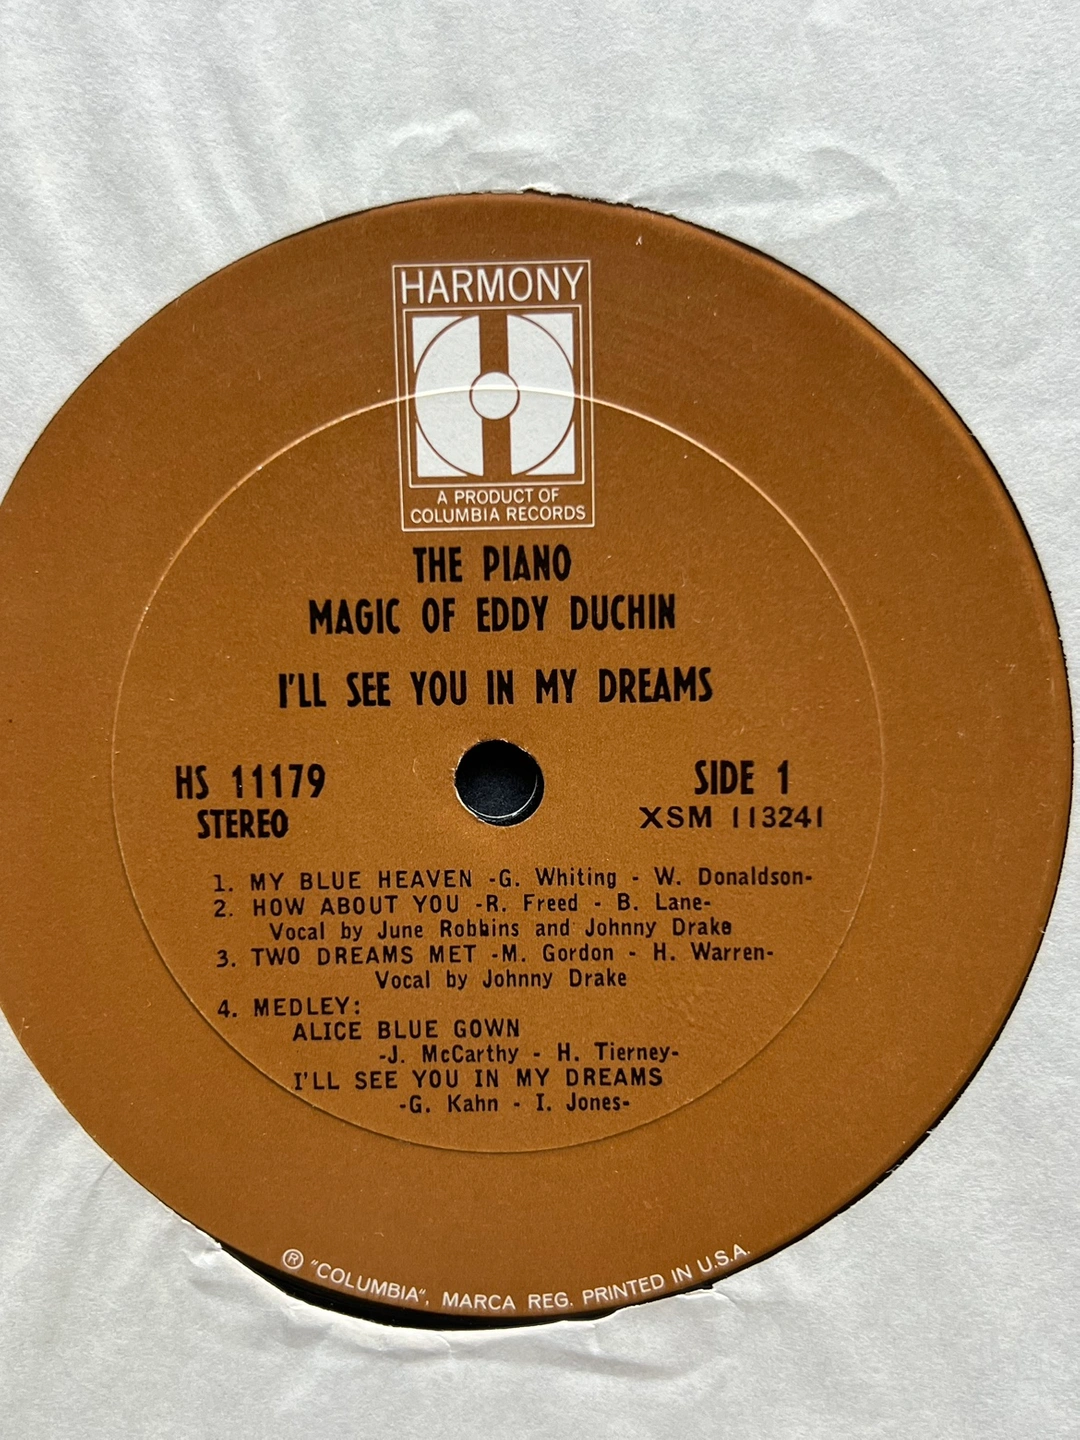 HARMONY
A PRODUCT OF
COLUMBIA RECORDS
THE PIANO
MAGIC OF EDDY DUCHIN
I'LL SEE YOU IN MY DREAMS
HS 11179
STEREO
SIDE 1
XSM 113241
1. MY BLUE HEAVEN -G. Whiting - W. Donaldson-
2. HOW ABOUT YOU -R. Freed - B. Lane-
Vocal by June Robbins and Johnny Drake
3. TWO DREAMS MET -M. Gordon - H. Warren-
Vocal by Johnny Drake
4. MEDLEY:
ALICE BLUE GOWN
-J. McCarthy - H. Tierney-
I'LL SEE YOU IN MY DREAMS
-G. Kahn - I. Jones-
® "COLUMBIA", MARCA REG. PRINTED IN U.S.A.